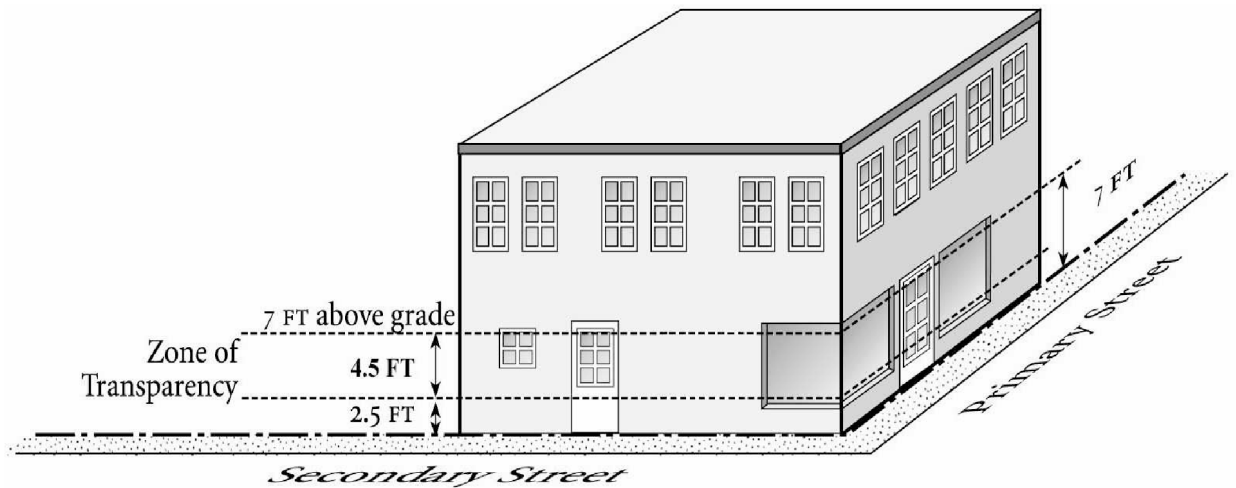 7 FT
7 FT above grade
Zone of
Transparency
4.5 FT
2.5 FT
Primary Street
Secondary Street